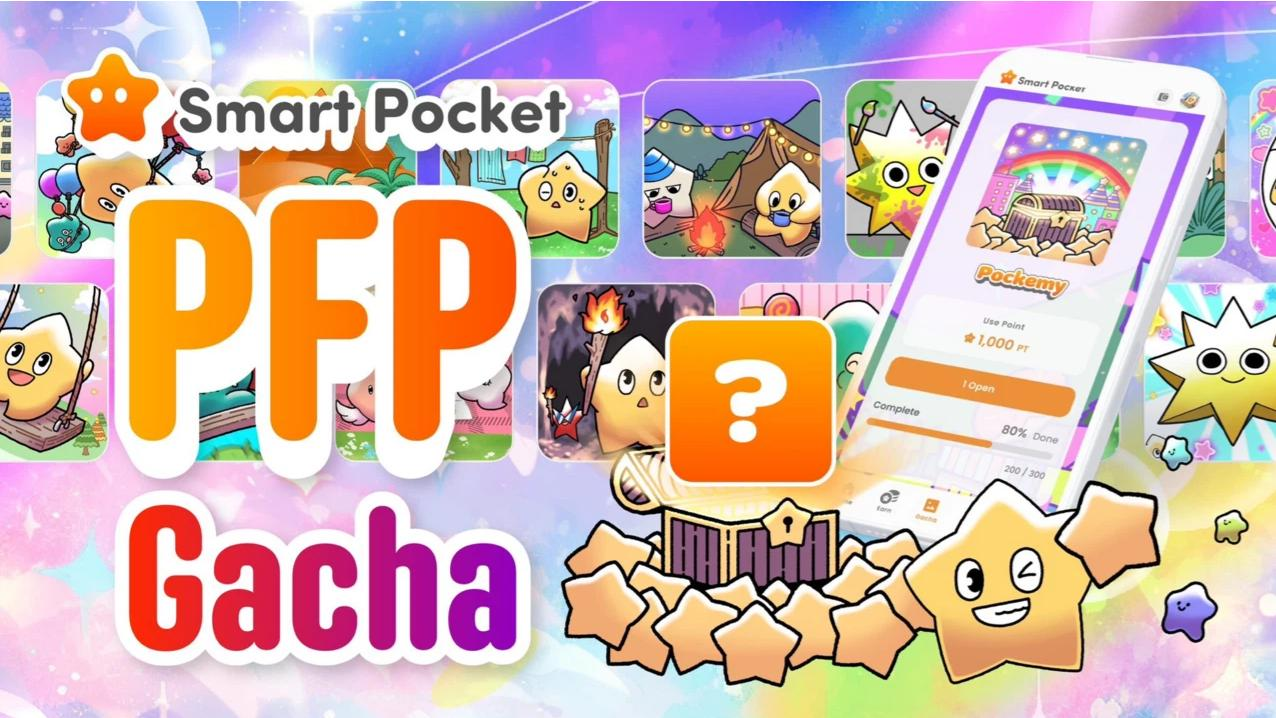 Smart Pocket
PFP
Gacha
?
Smart Pocket
Pockemy
Use Point
1,000 PT
1 Open
Complete
80% Done
200 / 300
Earn
Gacha